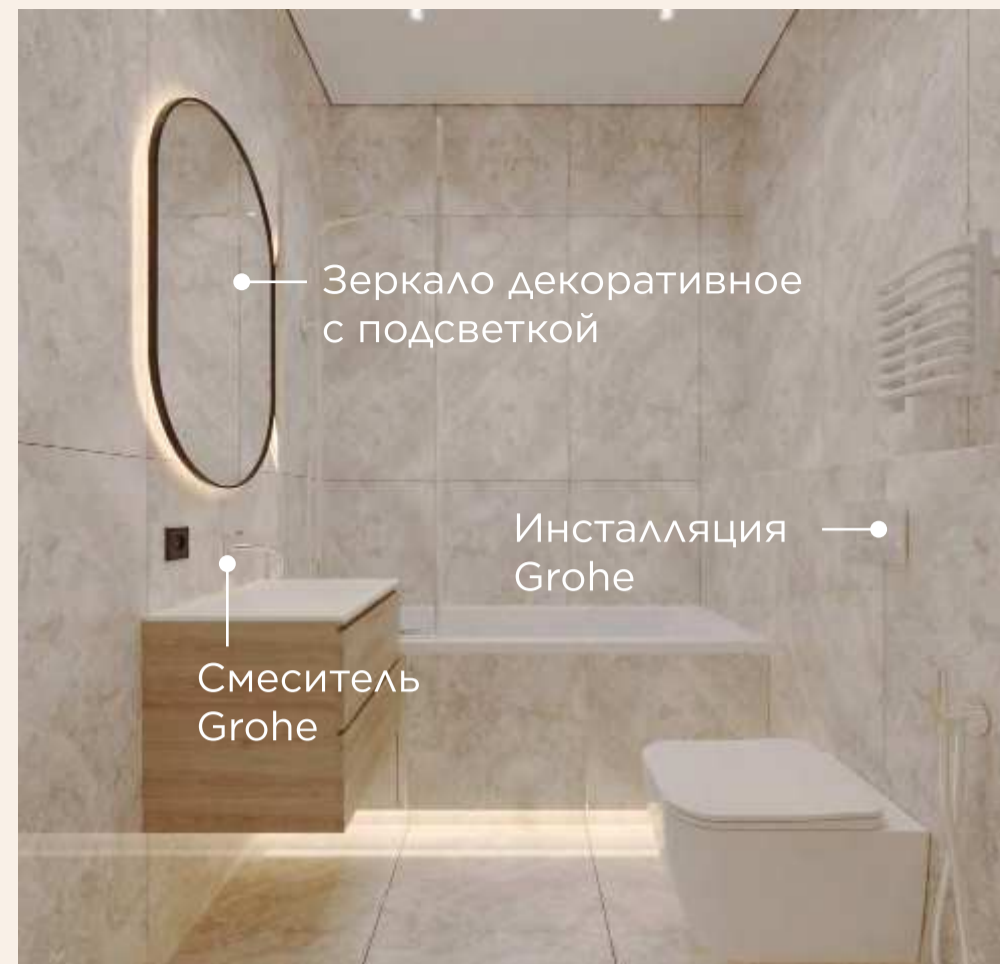 Зеркало декоративное
с подсветкой
Инсталляция
Grohe
Смеситель
Grohe